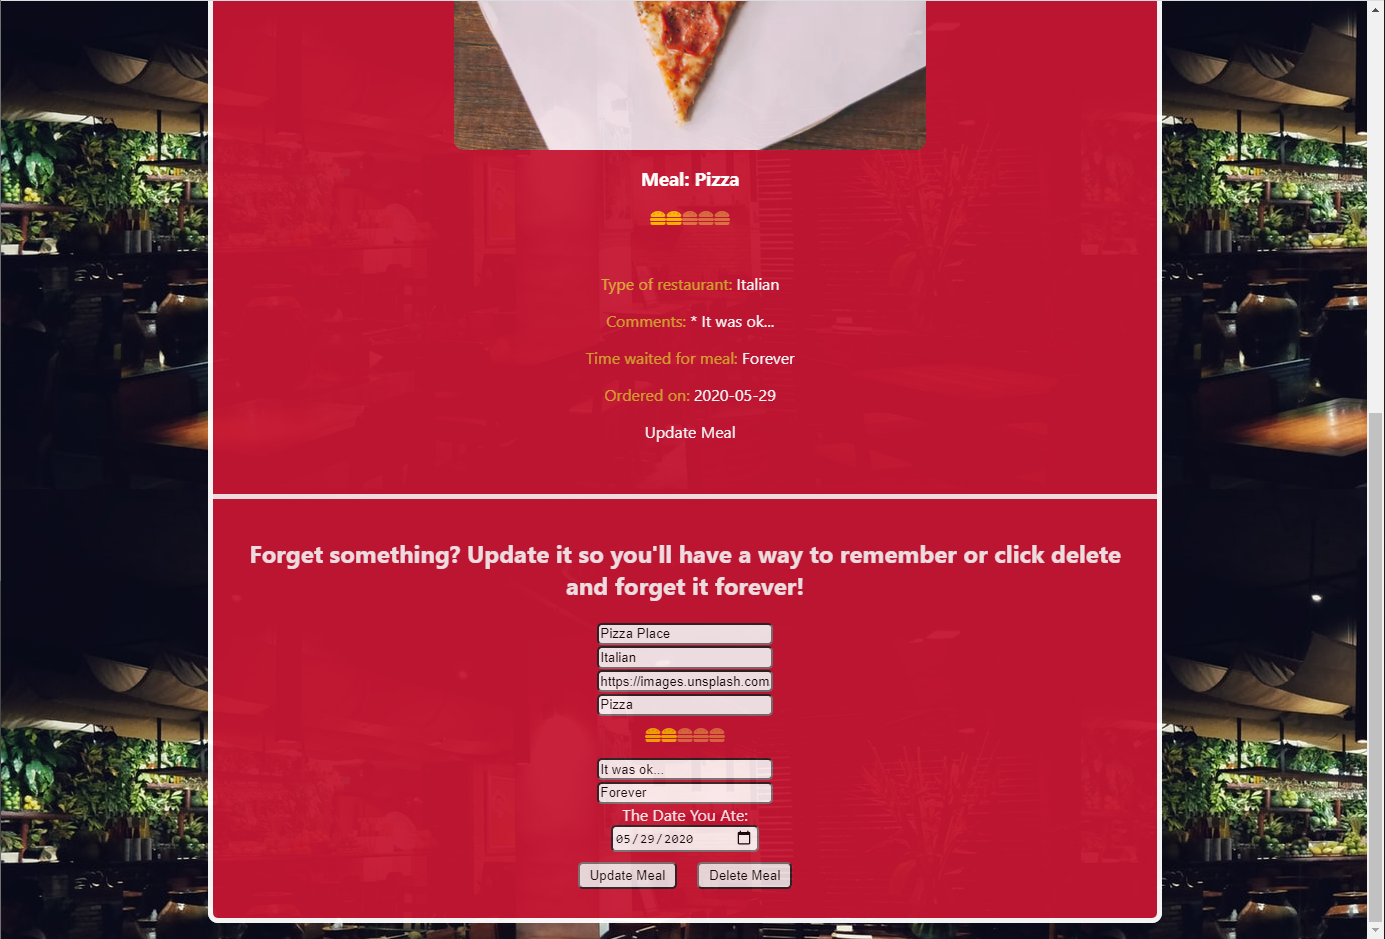 Meal: Pizza
Type of restaurant: Italian
Comments: * It was ok...
Time waited for meal: Forever
Ordered on: 2020-05-29
Update Meal
Forget something? Update it so you'll have a way to remember or click delete
and forget it forever!
Pizza Place
Italian
https://images.unsplash.com
Pizza
It was ok...
Forever
The Date You Ate:
05/29/2020
Update Meal Delete Meal